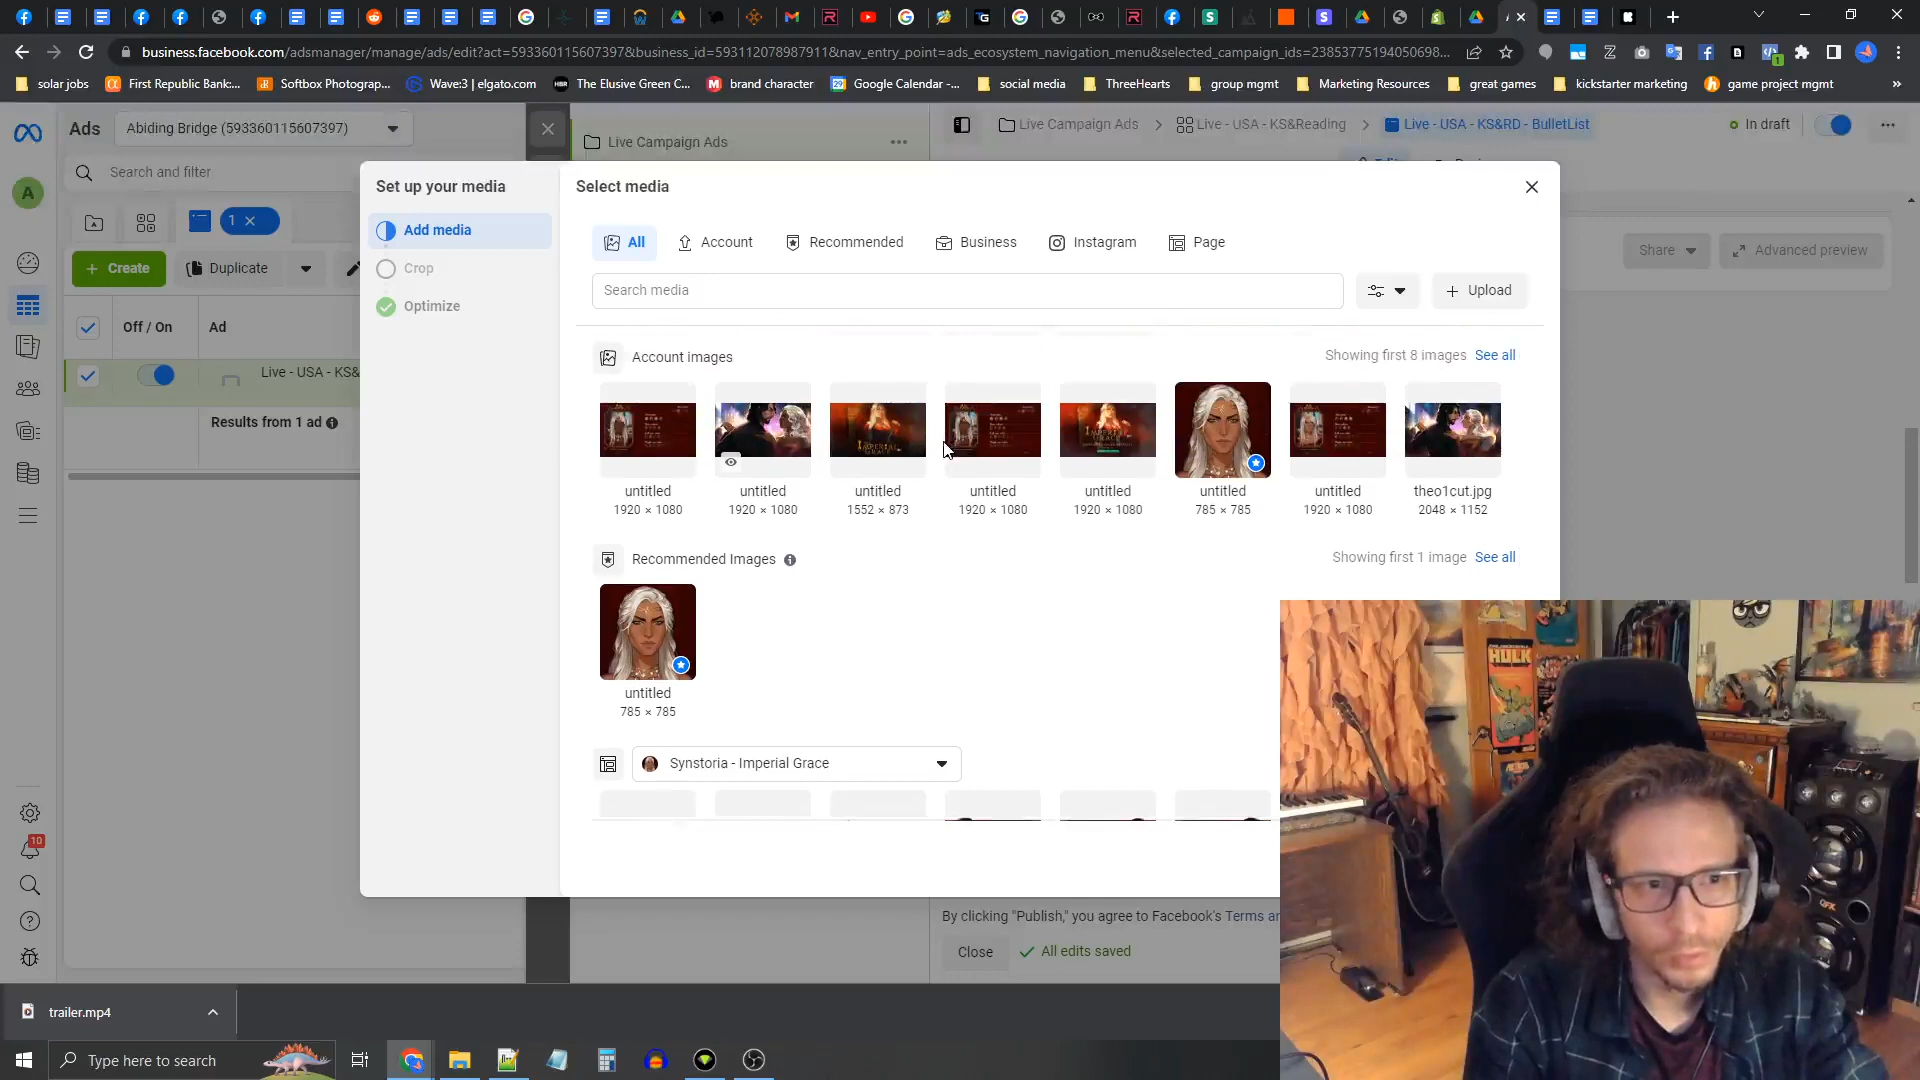 business.facebook.com/adsmanager/manage/ads/edit?act=593360115607397&business_id=593112078987911&nav_entry_point=ads_ecosystem_navigation_menu&selected_campaign_ids=23853775194050698...
solar jobs
First Republic Bank:...
Softbox Photograp...
Wave:3 | elgato.com
The Elusive Green C...
brand character
Google Calendar -...
social media
ThreeHearts
group mgmt
Marketing Resources
great games
kickstarter marketing
game project mgmt
»
Ads
Abiding Bridge (593360115607397)
Live Campaign Ads
Live Campaign Ads
Live - USA - KS&Reading
Live - USA - KS&RD - BulletList
In draft
A
Search and filter
Set up your media
Select media
Add media
Crop
Optimize
All
Account
Recommended
Business
Instagram
Page
Share
Advanced preview
1
Create
Duplicate
Search media
Upload
Off / On
Ad
Live - USA - KS&
Results from 1 ad
Account images
Showing first 8 images
See all
IMPERIAL
GRACE
untitled
1920 × 1080
untitled
1920 × 1080
untitled
1552 × 873
untitled
1920 × 1080
untitled
1920 × 1080
untitled
785 × 785
untitled
1920 × 1080
theo1cut.jpg
2048 × 1152
Recommended Images
Showing first 1 image
See all
untitled
785 × 785
Synstoria - Imperial Grace
10
HULK
By clicking "Publish," you agree to Facebook's Terms an
Close
All edits saved
trailer.mp4
Type here to search